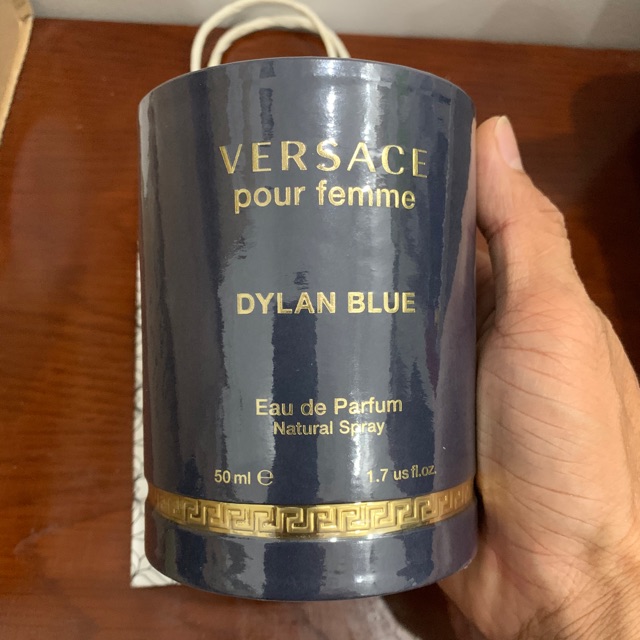 VERSACE
pour femme
DYLAN BLUE
Eau de Parfum
Natural Spray
50 ml ℮ 1.7 us fl.oz.